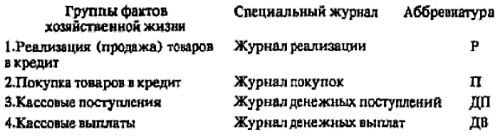 Группы фактов Специальный журнал Аббревиатура
хозяйственной жизни
1.Реализация (продажа) товаров Журнал реализации Р
в кредит
2.Покупка товаров в кредит Журнал покупок П
3.Кассовые поступления Журнал денежных поступлений ДП
4.Кассовые выплаты Журнал денежных выплат ДВ